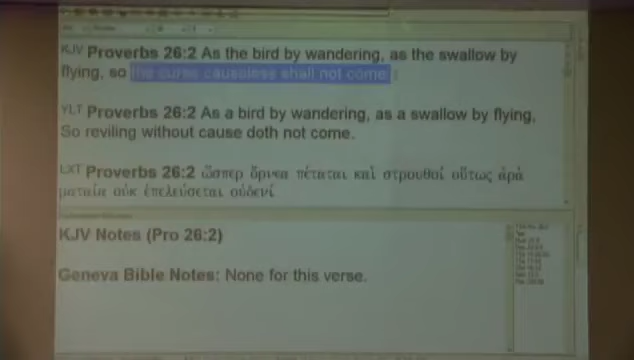 KJV Proverbs 26:2 As the bird by wandering, as the swallow by
flying, so the curse causeless shall not come.
YLT Proverbs 26:2 As a bird by wandering, as a swallow by flying,
So reviling without cause doth not come.
LXT Proverbs 26:2 ὥσπερ ὄρνεα πέταται καὶ στρουθοί οὕτως ἀρὰ
ματαία οὐκ ἐπελεύσεται οὐδενί
KJV Notes (Pro 26:2)
Geneva Bible Notes: None for this verse.